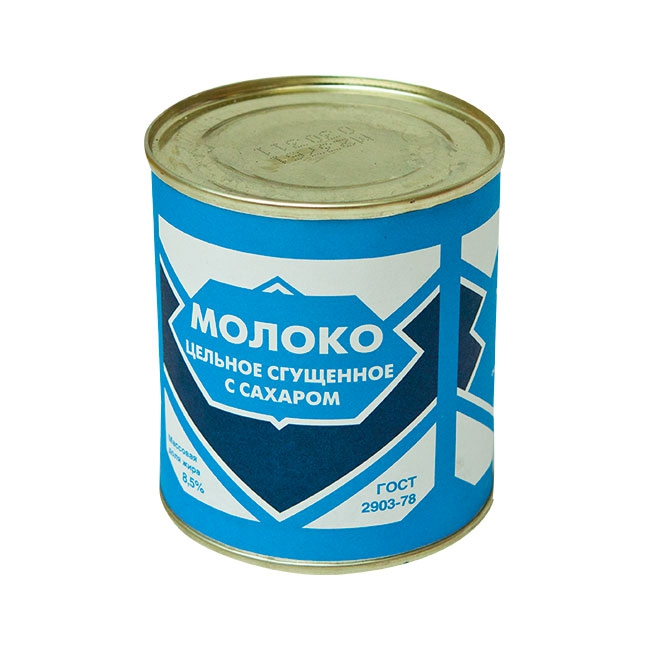 МОЛОКО
ЦЕЛЬНОЕ СГУЩЕННОЕ
С САХАРОМ
Массовая
доля жира
8,5%
ГОСТ
2903-78